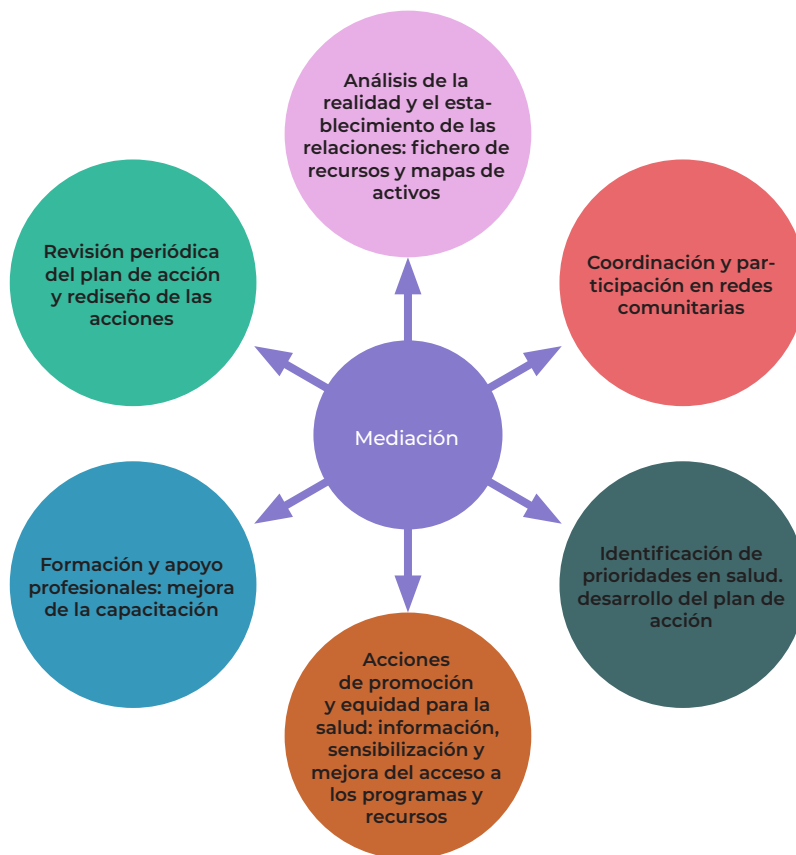 Análisis de la
realidad y el esta-
blecimiento de las
relaciones: fichero de
recursos y mapas de
activos
Revisión periódica
del plan de acción
y rediseño de las
acciones
Coordinación y par-
ticipación en redes
comunitarias
Mediación
Formación y apoyo
profesionales: mejora
de la capacitación
Identificación de
prioridades en salud.
desarrollo del plan de
acción
Acciones
de promoción
y equidad para la
salud: información,
sensibilización y
mejora del acceso a
los programas y
recursos